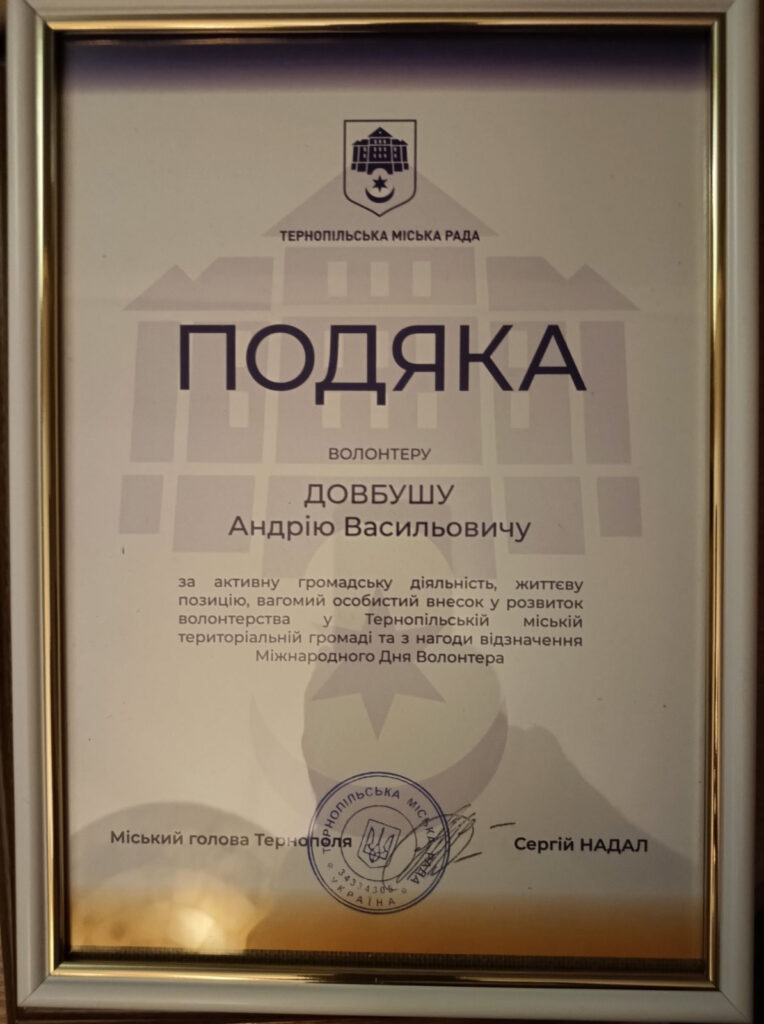 ТЕРНОПІЛЬСЬКА МІСЬКА РАДА
ПОДЯКА
ВОЛОНТЕРУ
ДОВБУШУ
Андрію Васильовичу
за активну громадську діяльність, життєву
позицію, вагомий особистий внесок у розвиток
волонтерства у Тернопільській міській
територіальній громаді та з нагоди відзначення
Міжнародного Дня Волонтера
Міський голова Тернополя
ТЕРНОПІЛЬСЬКА МІСЬКА РАДА
УКРАЇНА
Сергій НАДАЛ